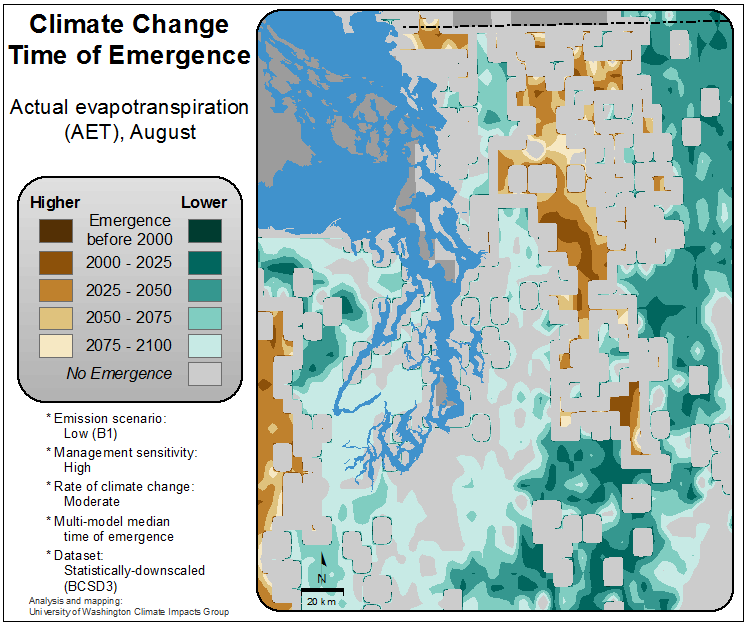 Climate Change
Time of Emergence
Actual evapotranspiration
(AET), August
Higher Lower
Emergence
before 2000
2000 - 2025
2025 - 2050
2050 - 2075
2075 - 2100
No Emergence
* Emission scenario:
Low (B1)
* Management sensitivity:
High
* Rate of climate change:
Moderate
* Multi-model median
time of emergence
* Dataset:
Statistically-downscaled
(BCSD3)
Analysis and mapping:
University of Washington Climate Impacts Group
N
20 km